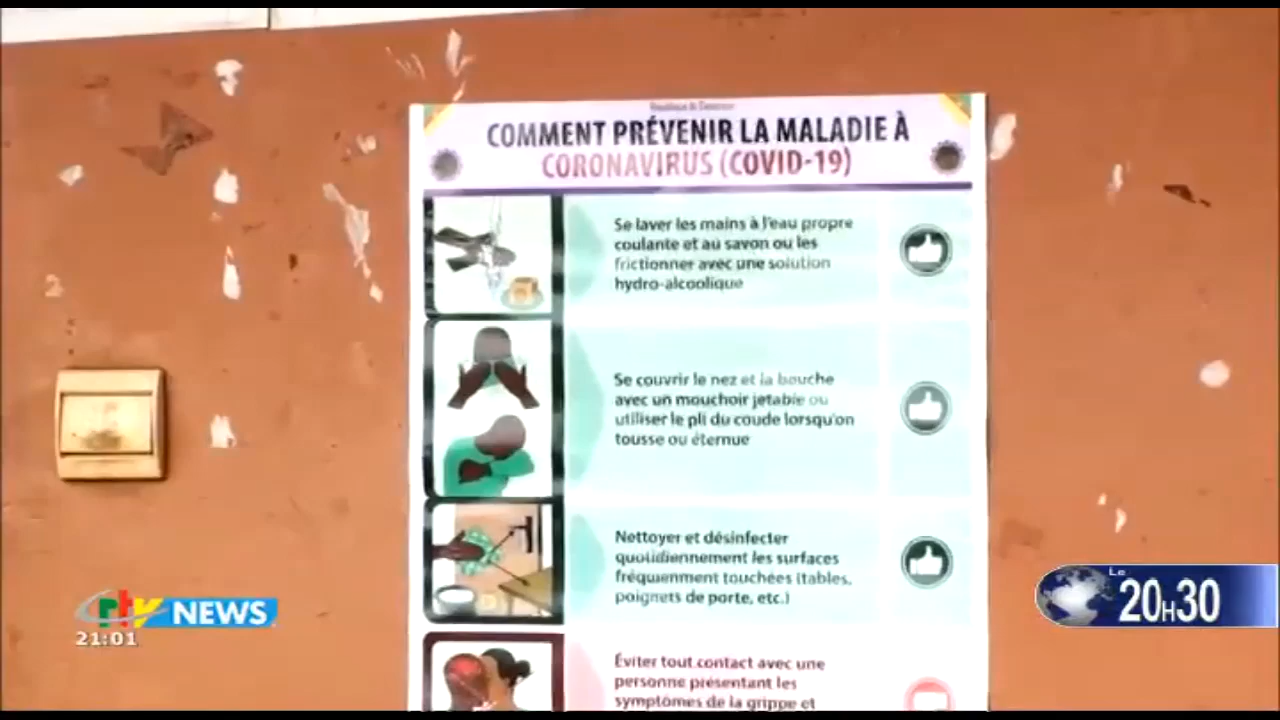 COMMENT PRÉVENIR LA MALADIE À
CORONAVIRUS (COVID-19)
Se laver les mains à l'eau propre
coulante et au savon ou les
frictionner avec une solution
hydro-alcoolique
Se couvrir le nez et la bouche
avec un mouchoir jetable ou
utiliser le pli du coude lorsqu'on
tousse ou éternue
Nettoyer et désinfecter
quotidiennement les surfaces
fréquemment touchées (tables,
poignets de porte, etc.)
Éviter tout contact avec une
personne présentant les
symptômes de la grippe et
rtv NEWS
21:01
Le
20H30